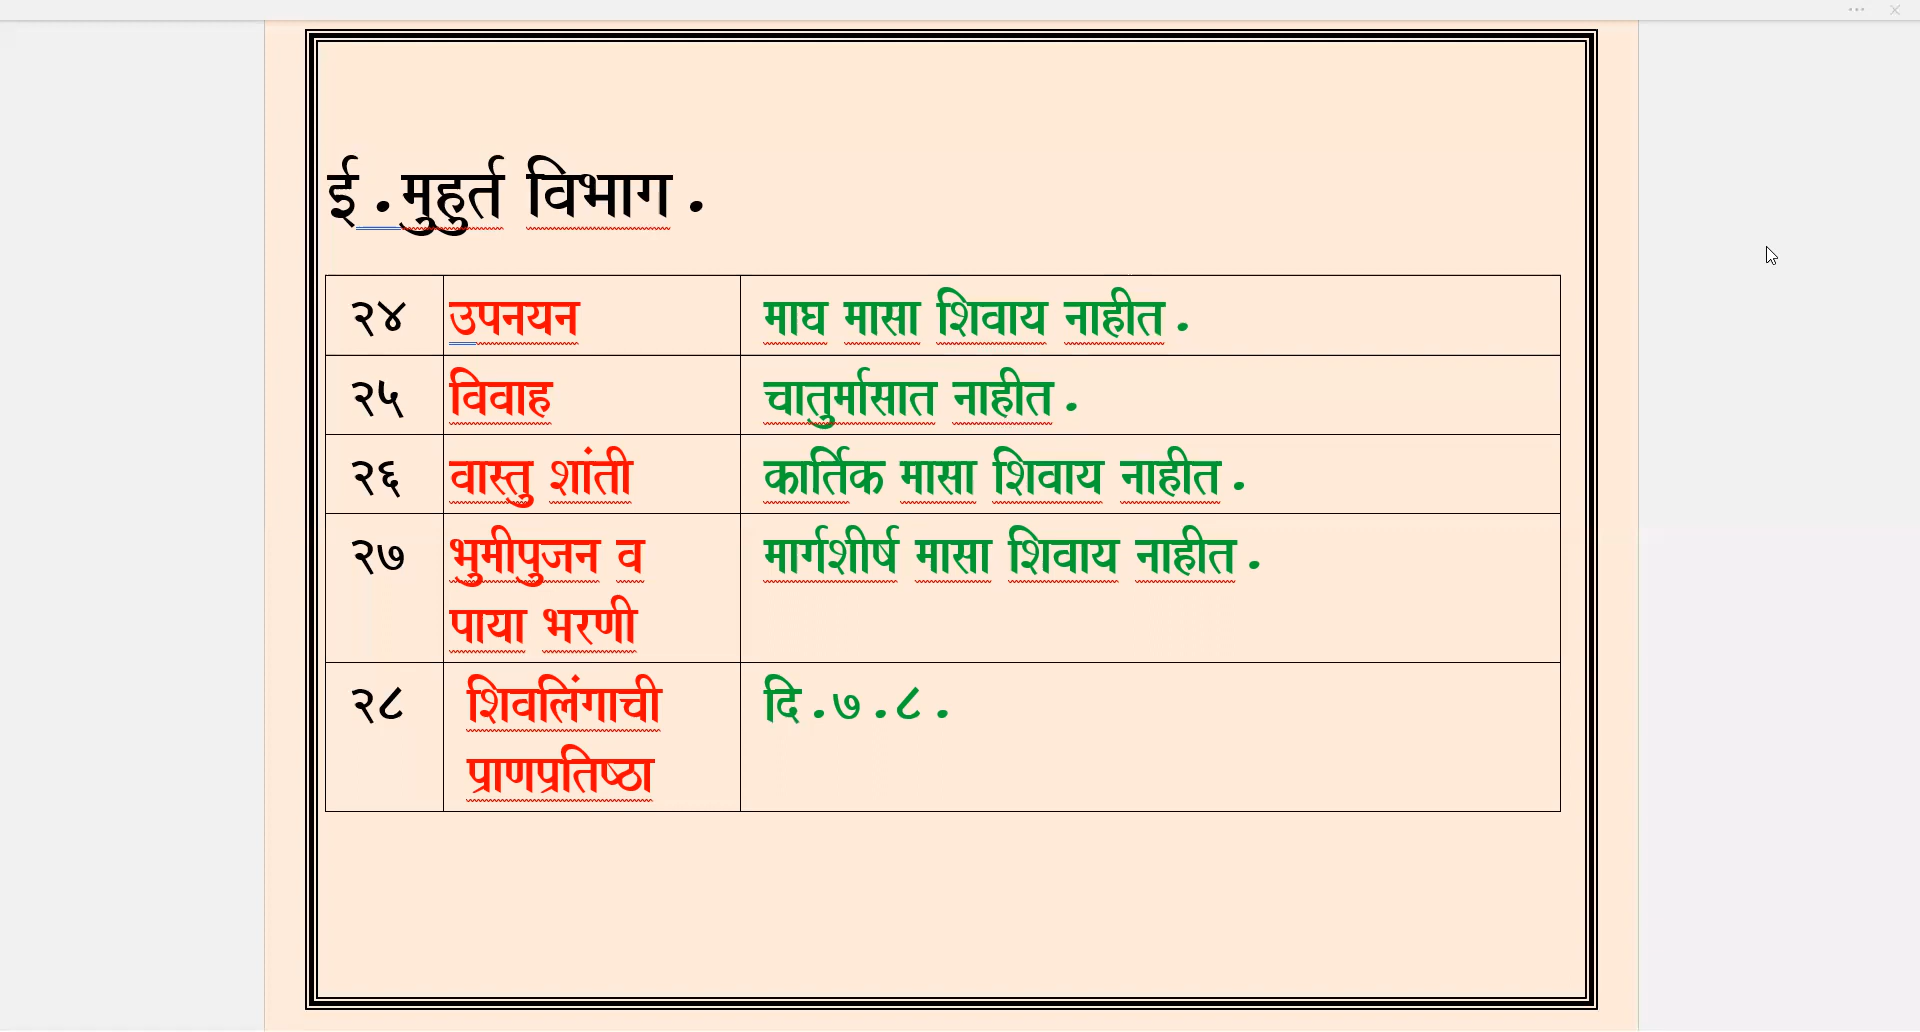 ई.मुहुर्त विभाग.
२४ उपनयन माघ मासा शिवाय नाहीत.
२५ विवाह चातुर्मासात नाहीत.
२६ वास्तु शांती कार्तिक मासा शिवाय नाहीत.
२७ भुमीपुजन व मार्गशीर्ष मासा शिवाय नाहीत.
पाया भरणी
२८ शिवलिंगाची दि.७.८.
प्राणप्रतिष्ठा